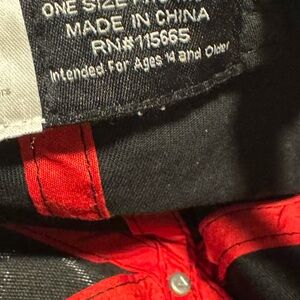 ONE SIZE
MADE IN CHINA
RN#115665
Intended For Ages 14 and Older